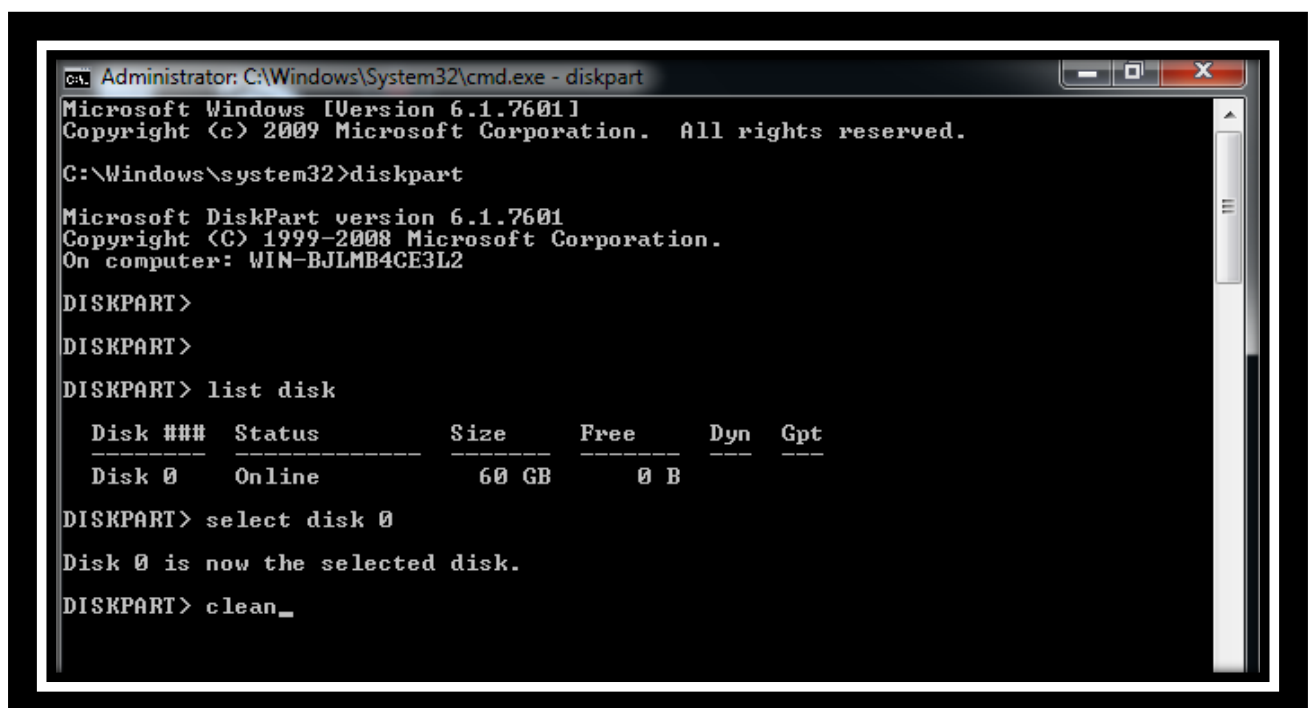 Administrator: C:\Windows\System32\cmd.exe - diskpart
Microsoft Windows [Version 6.1.7601]
Copyright (c) 2009 Microsoft Corporation.  All rights reserved.
C:\Windows\system32>diskpart
Microsoft DiskPart version 6.1.7601
Copyright (C) 1999-2008 Microsoft Corporation.
On computer: WIN-BJLMB4CE3L2
DISKPART>
DISKPART>
DISKPART> list disk
Disk ###  Status         Size     Free     Dyn  Gpt
--------  -------------  -------  -------  ---  ---
Disk 0    Online           60 GB      0 B
DISKPART> select disk 0
Disk 0 is now the selected disk.
DISKPART> clean_